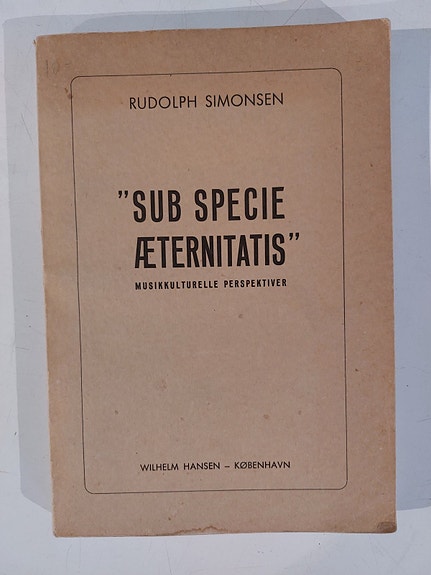 RUDOLPH SIMONSEN
”SUB SPECIE
ÆTERNITATIS”
MUSIKKULTURELLE PERSPEKTIVER
WILHELM HANSEN – KØBENHAVN